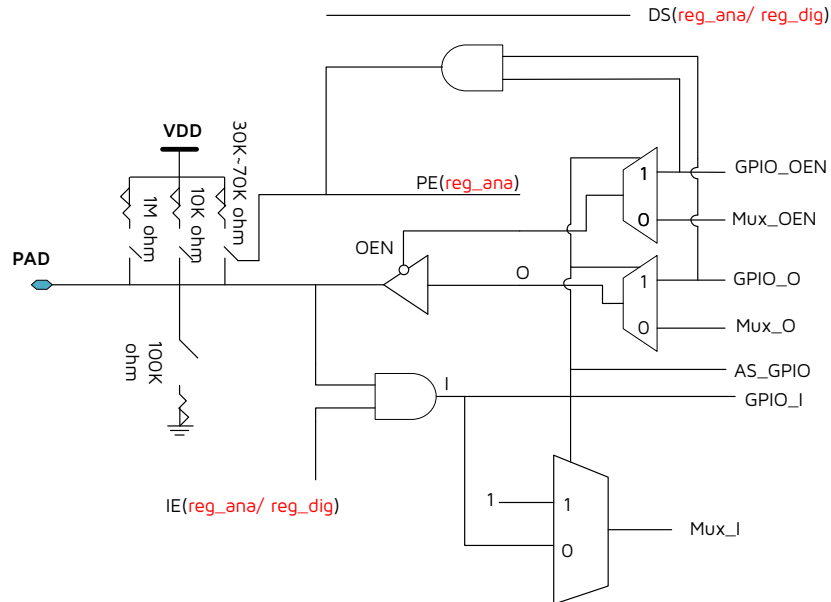 DS(reg_ana/ reg_dig)
VDD
30K~70K ohm
10K ohm
1M ohm
PE(reg_ana)
1
GPIO_OEN
0
Mux_OEN
OEN
PAD
O
1
GPIO_O
0
Mux_O
100K
ohm
AS_GPIO
I
GPIO_I
IE(reg_ana/ reg_dig)
1
1
0
Mux_I